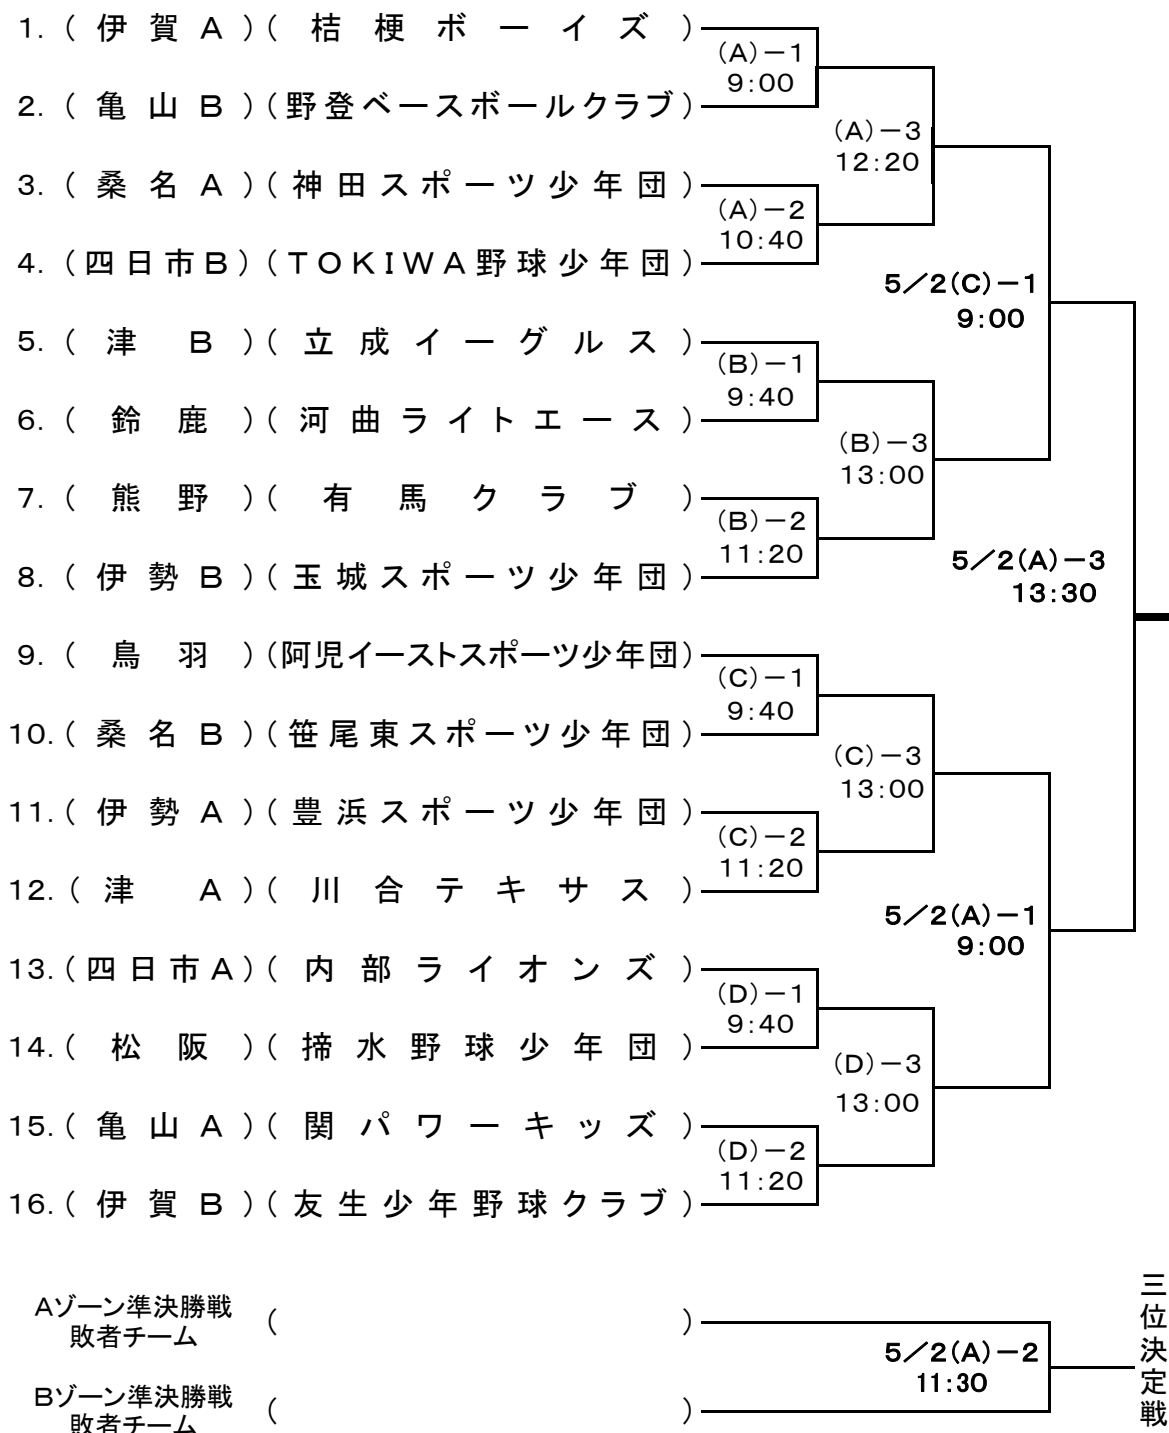 1.(伊賀A)(桔梗ボーイズ)
(A)－1
9:00
2.(亀山B)(野登ベースボールクラブ)
(A)－3
12:20
3.(桑名A)(神田スポーツ少年団)
(A)－2
10:40
4.(四日市B)(TOKIWA野球少年団)
5／2(C)－1
9:00
5.(津B)(立成イーグルス)
(B)－1
9:40
6.(鈴鹿)(河曲ライトエース)
(B)－3
13:00
7.(熊野)(有馬クラブ)
(B)－2
11:20
8.(伊勢B)(玉城スポーツ少年団)
5／2(A)－3
13:30
9.(鳥羽)(阿児イーストスポーツ少年団)
(C)－1
9:40
10.(桑名B)(笹尾東スポーツ少年団)
(C)－3
13:00
11.(伊勢A)(豊浜スポーツ少年団)
(C)－2
11:20
12.(津A)(川合テキサス)
5／2(A)－1
9:00
13.(四日市A)(内部ライオンズ)
(D)－1
9:40
14.(松阪)(揥水野球少年団)
(D)－3
13:00
15.(亀山A)(関パワーキッズ)
(D)－2
11:20
16.(伊賀B)(友生少年野球クラブ)
Aゾーン準決勝戦
敗者チーム
( )
5／2(A)－2
11:30
三位決定戦
Bゾーン準決勝戦
敗者チーム
( )